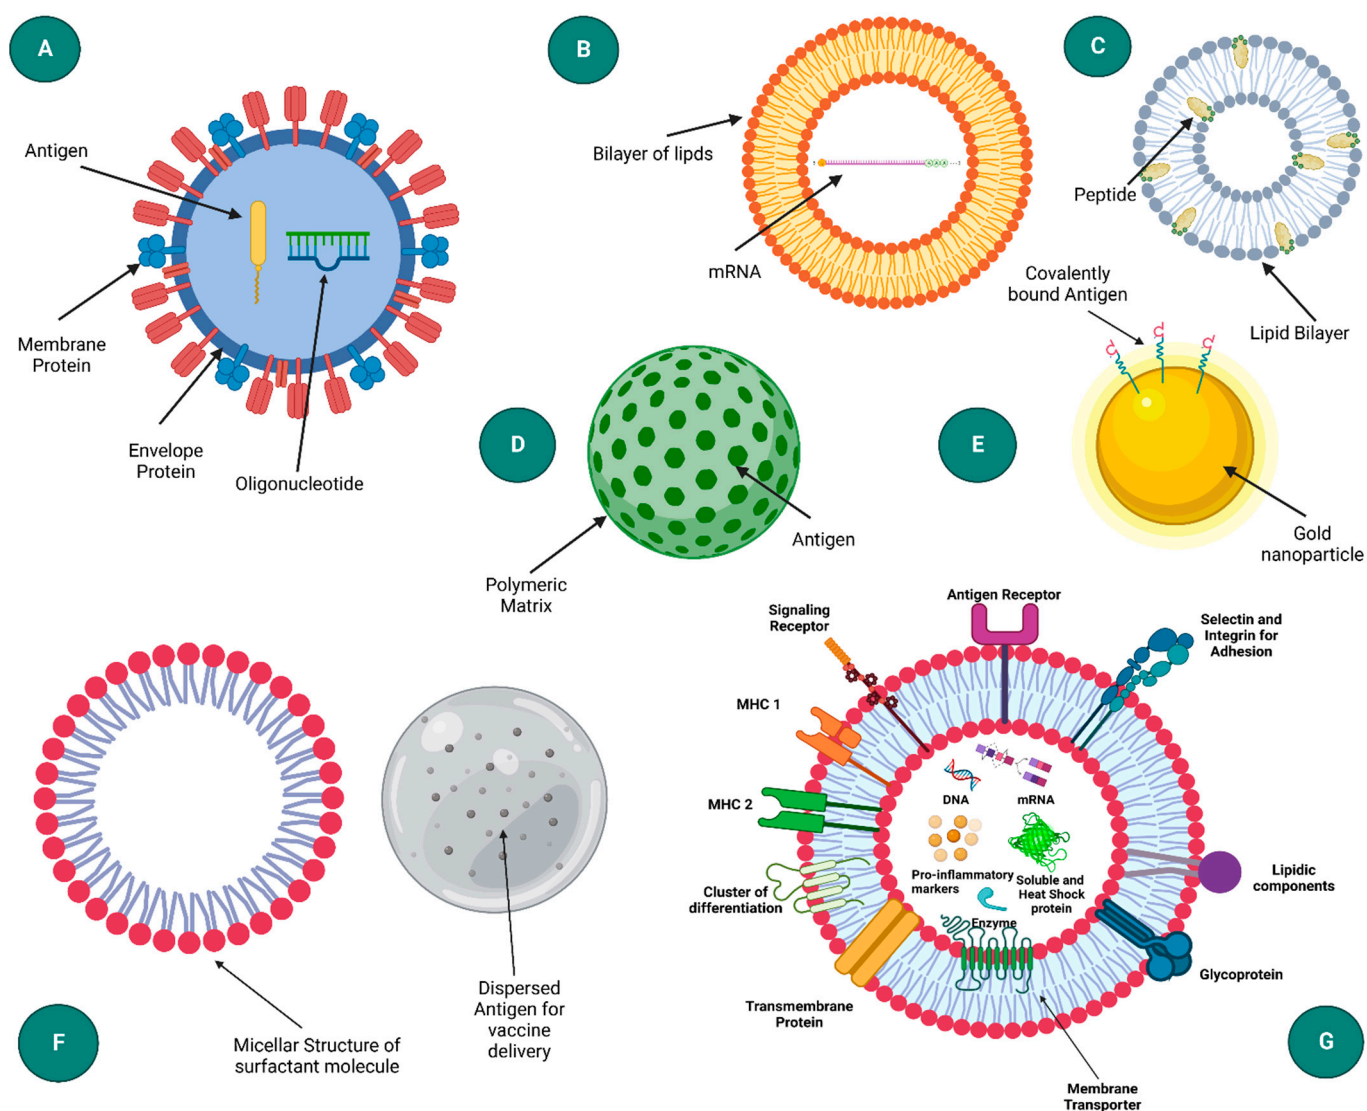 A
Antigen
Membrane
Protein
Envelope
Protein
Oligonucleotide
B
Bilayer of lipds
mRNA
C
Peptide
Lipid Bilayer
D
Antigen
Polymeric
Matrix
Covalently
bound Antigen
E
Gold
nanoparticle
F
Micellar Structure of
surfactant molecule
Dispersed
Antigen for
vaccine
delivery
Antigen Receptor
Signaling
Receptor
Selectin and
Integrin for
Adhesion
MHC 1
MHC 2
DNA
mRNA
Pro-inflammatory
markers
Soluble and
Heat Shock
protein
Enzyme
Cluster of
differentiation
Lipidic
components
Glycoprotein
Transmembrane
Protein
Membrane
Transporter
G